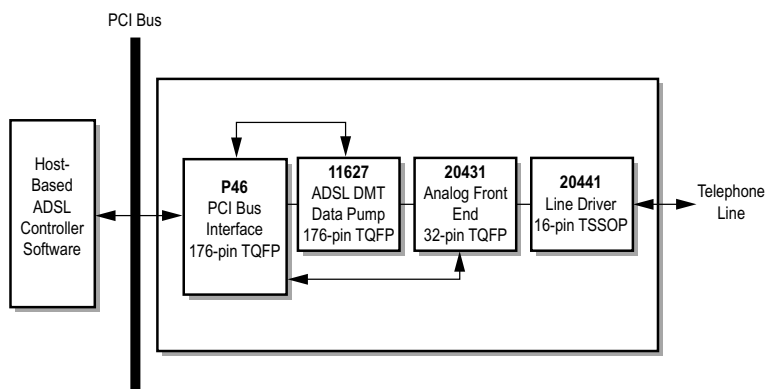 PCI Bus
Host-
Based
ADSL
Controller
Software
P46
PCI Bus
Interface
176-pin TQFP
11627
ADSL DMT
Data Pump
176-pin TQFP
20431
Analog Front
End
32-pin TQFP
20441
Line Driver
16-pin TSSOP
Telephone
Line